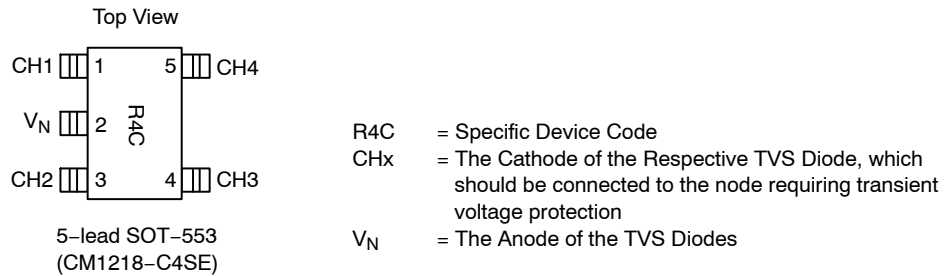 Top View
CH1 1 5 CH4
VN 2 R4C
CH2 3 4 CH3
5−lead SOT−553
(CM1218−C4SE)
R4C = Specific Device Code
CHx = The Cathode of the Respective TVS Diode, which
should be connected to the node requiring transient
voltage protection
VN = The Anode of the TVS Diodes